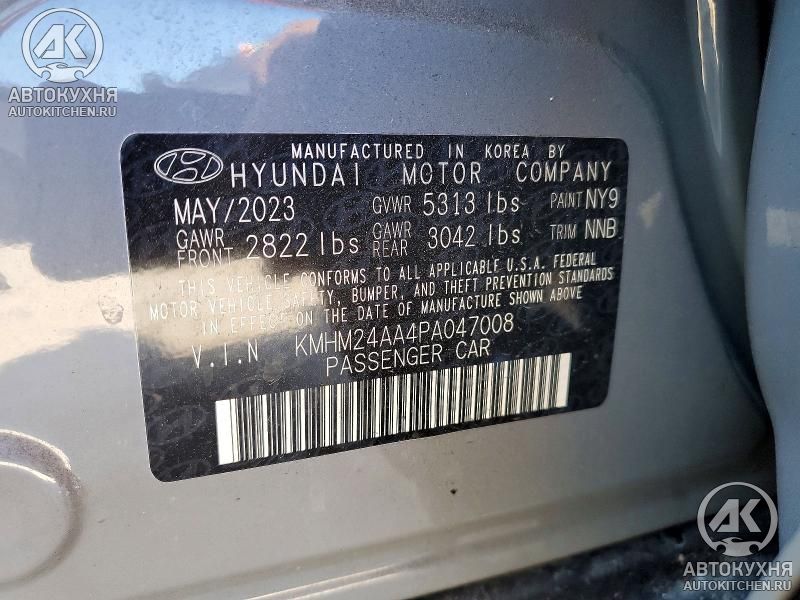 АК
АВТОКУХНЯ
AUTOKITCHEN.RU
MANUFACTURED IN KOREA BY
HYUNDAI MOTOR COMPANY
MAY/2023 GVWR 5313 lbs PAINT NY9
GAWR FRONT 2822 lbs GAWR REAR 3042 lbs TRIM NNB
THIS VEHICLE CONFORMS TO ALL APPLICABLE U.S.A. FEDERAL
MOTOR VEHICLE SAFETY, BUMPER, AND THEFT PREVENTION STANDARDS
IN EFFECT ON THE DATE OF MANUFACTURE SHOWN ABOVE
V.I.N KMHM24AA4PA047008
PASSENGER CAR
АК
АВТОКУХНЯ
AUTOKITCHEN.RU